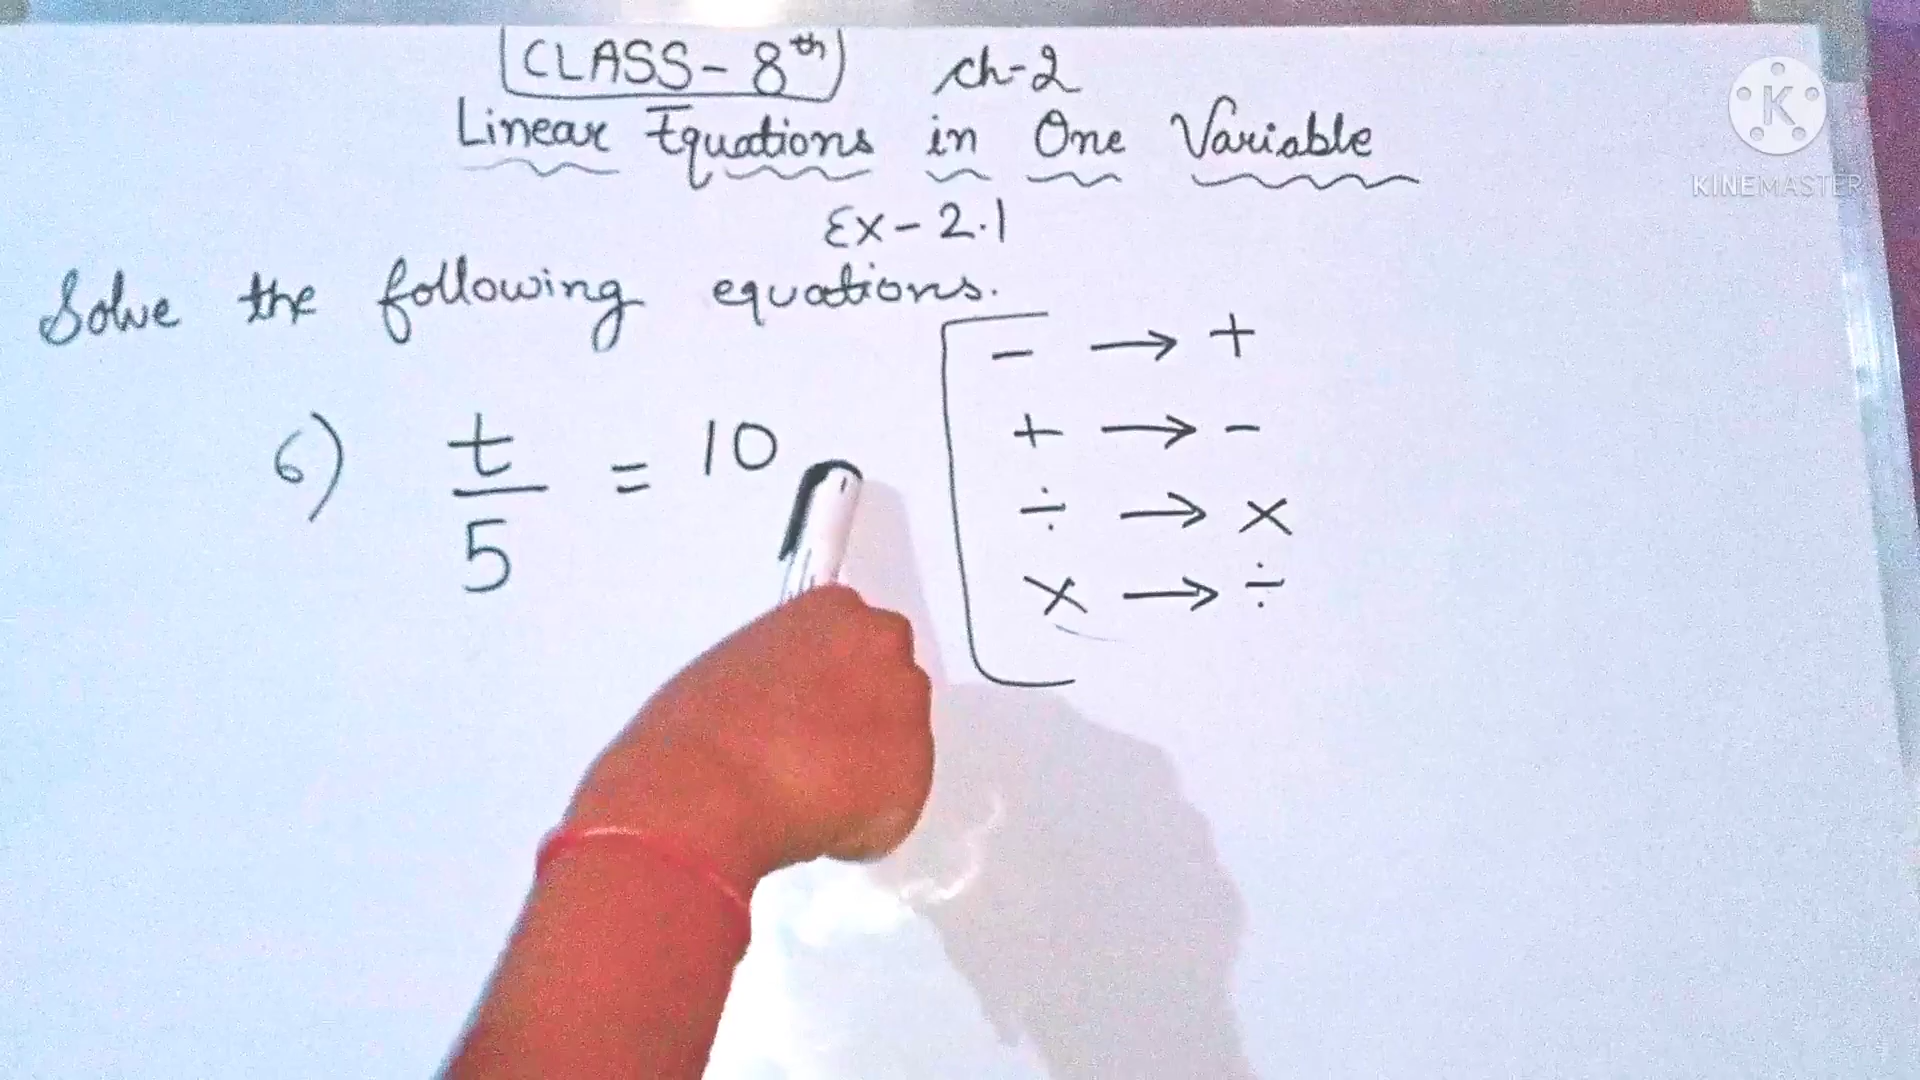 CLASS - 8th ch-2
Linear Equations in One Variable
Ex - 2.1
Solve the following equations.
6) t/5 = 10
- → +
+ → -
÷ → ×
× → ÷
K
KINEMASTER